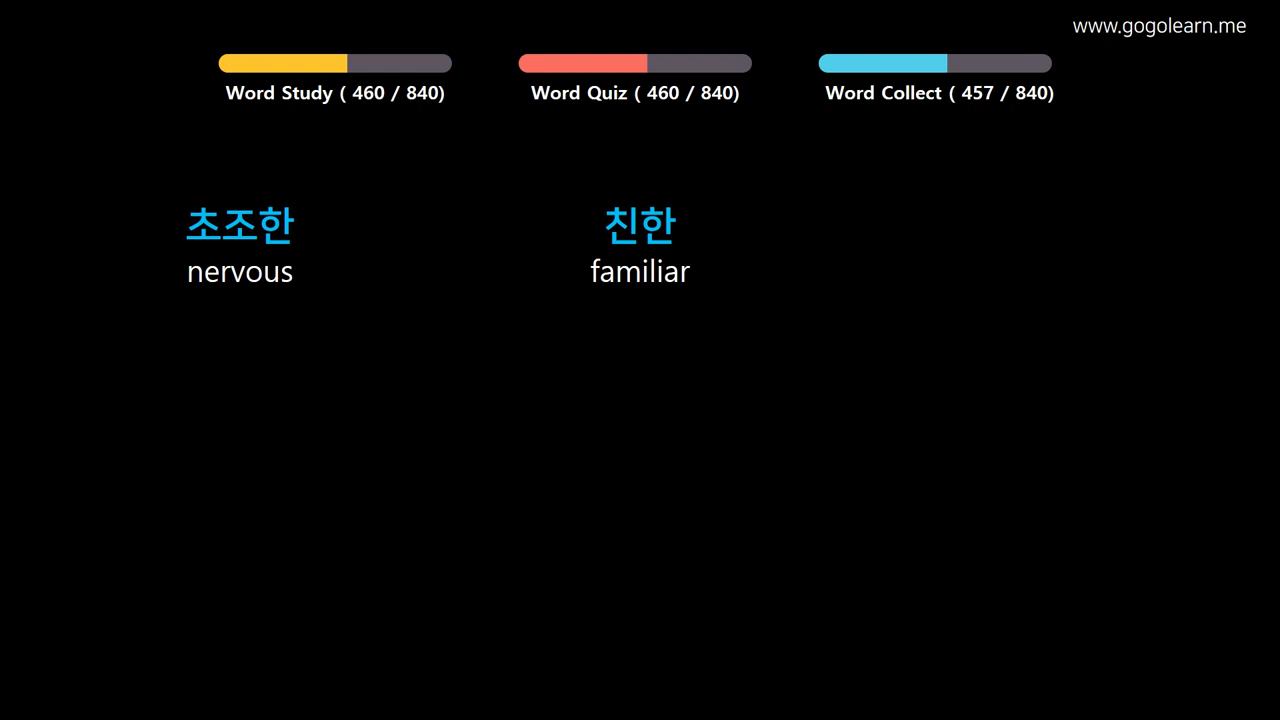 www.gogolearn.me
Word Study ( 460 / 840)
Word Quiz ( 460 / 840)
Word Collect ( 457 / 840)
초조한
nervous
친한
familiar